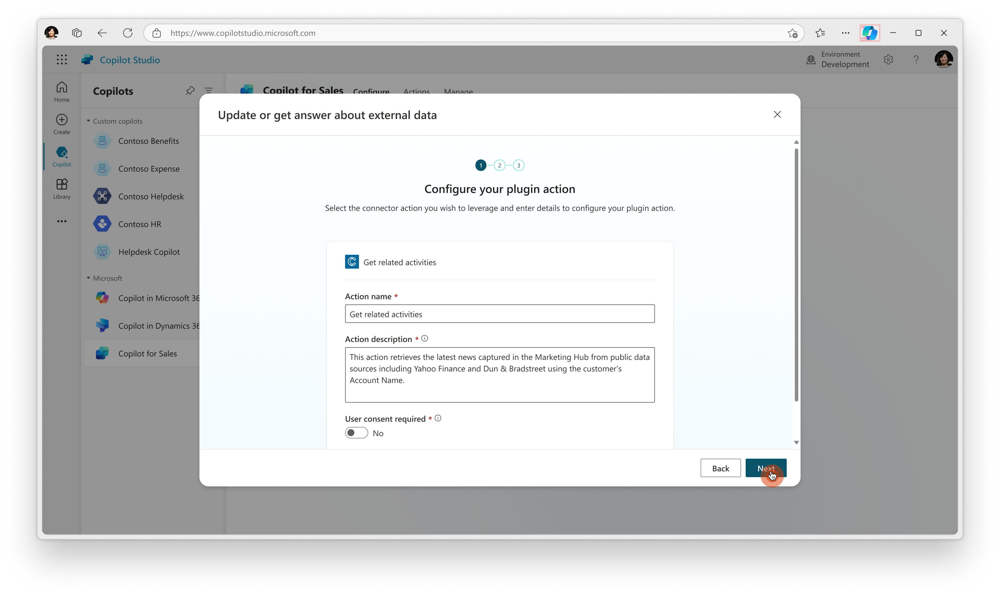 https://www.copilotstudio.microsoft.com
Copilot Studio
Environment
Development
Home
Create
Copilot
Library
Copilots
Custom copilots
Contoso Benefits
Contoso Expense
Contoso Helpdesk
Contoso HR
Helpdesk Copilot
Microsoft
Copilot in Microsoft 36
Copilot in Dynamics 36
Copilot for Sales
Copilot for Sales Configure Actions Manage
Update or get answer about external data
1 2 3
Configure your plugin action
Select the connector action you wish to leverage and enter details to configure your plugin action.
Get related activities
Action name *
Get related activities
Action description *
This action retrieves the latest news captured in the Marketing Hub from public data
sources including Yahoo Finance and Dun & Bradstreet using the customer’s
Account Name.
User consent required *
No
Back
Next